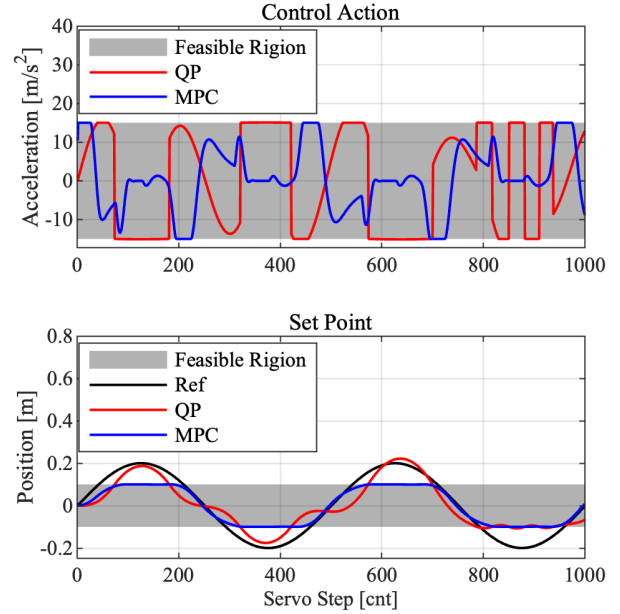 Control Action
40
30
20
10
0
-10
Acceleration [m/s²]
Feasible Rigion
QP
MPC
0 200 400 600 800 1000
Set Point
0.8
0.6
0.4
0.2
0
-0.2
Position [m]
Feasible Rigion
Ref
QP
MPC
0 200 400 600 800 1000
Servo Step [cnt]